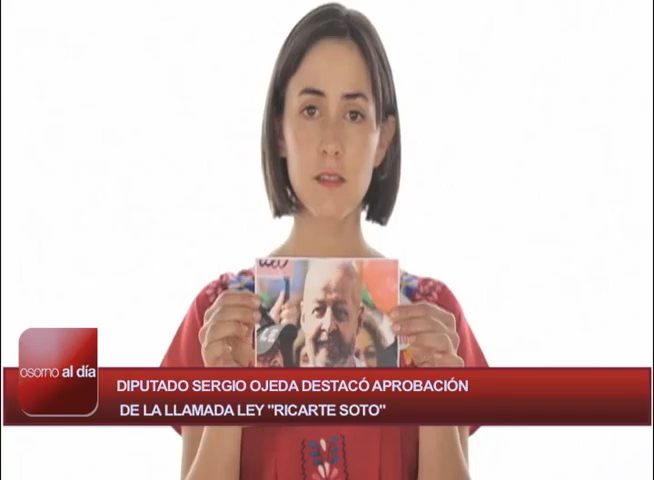 osorno al día
DIPUTADO SERGIO OJEDA DESTACÓ APROBACIÓN
DE LA LLAMADA LEY "RICARTE SOTO"